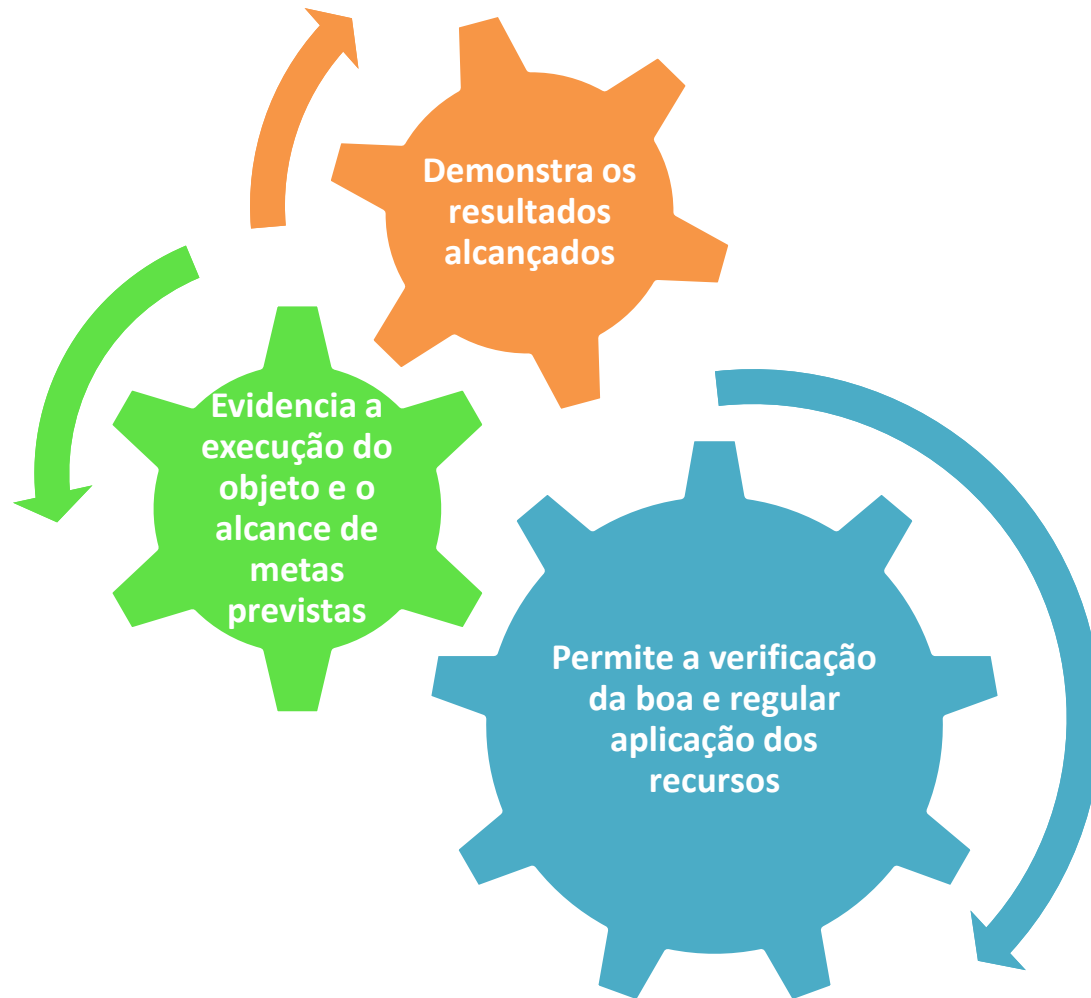 Demonstra os
resultados
alcançados
Evidencia a
execução do
objeto e o
alcance de
metas
previstas
Permite a verificação
da boa e regular
aplicação dos
recursos